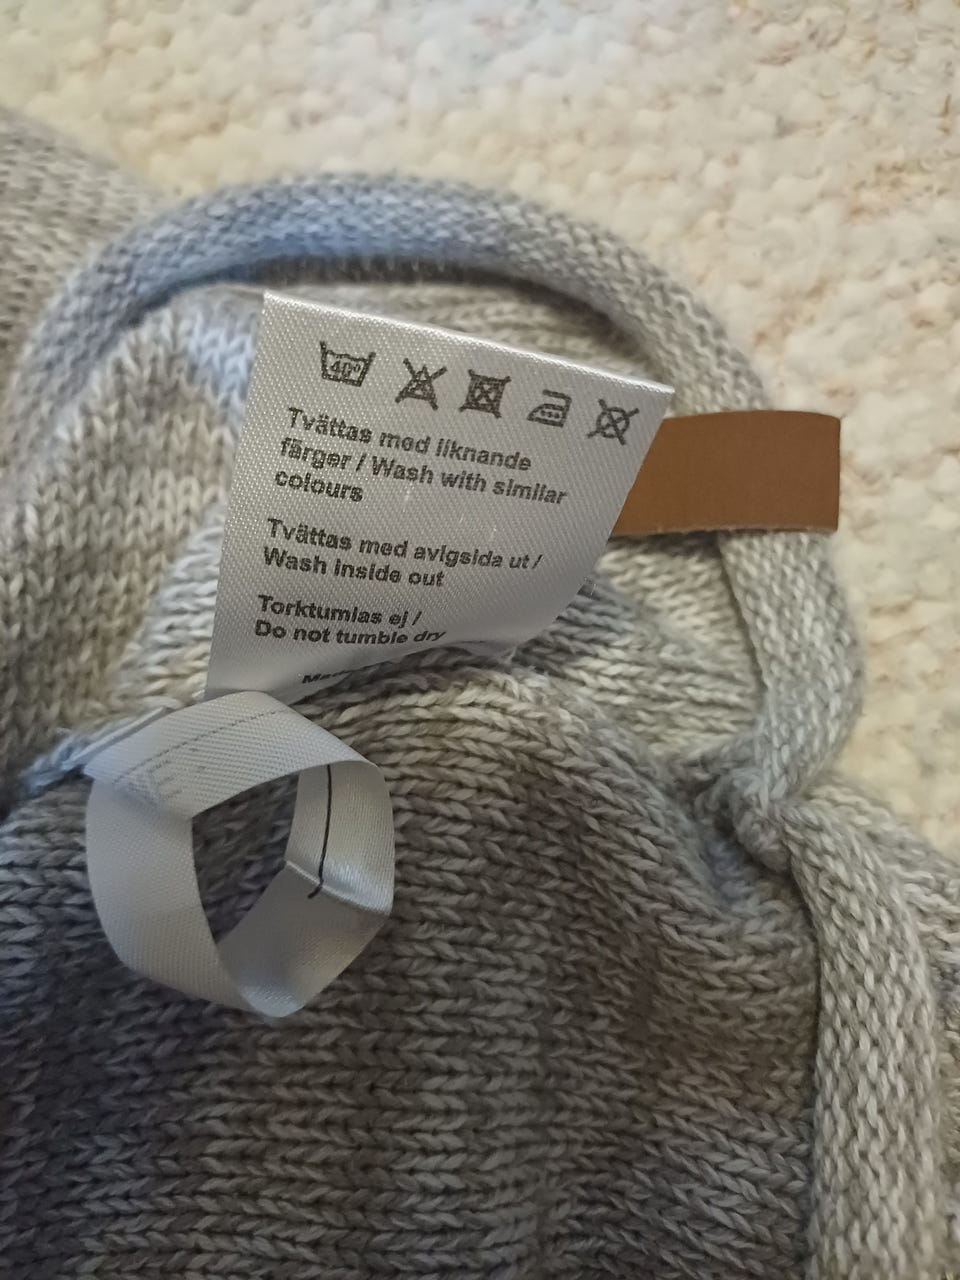 40°
Tvättas med liknande
färger / Wash with similar
colours
Tvättas med avigsida ut /
Wash inside out
Torktumlas ej /
Do not tumble dry